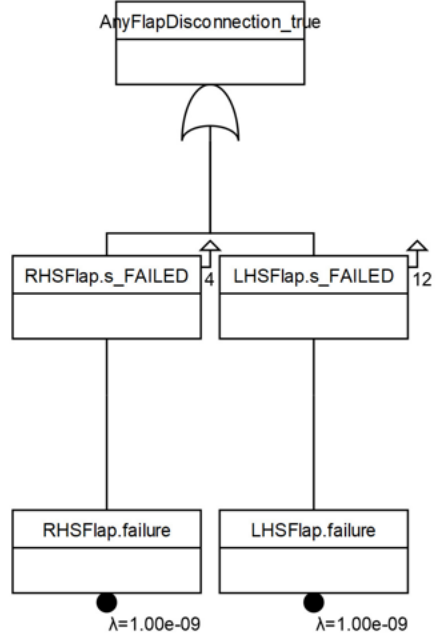 AnyFlapDisconnection_true
RHSFlap.s_FAILED
4
LHSFlap.s_FAILED
12
RHSFlap.failure
LHSFlap.failure
λ=1.00e-09
λ=1.00e-09